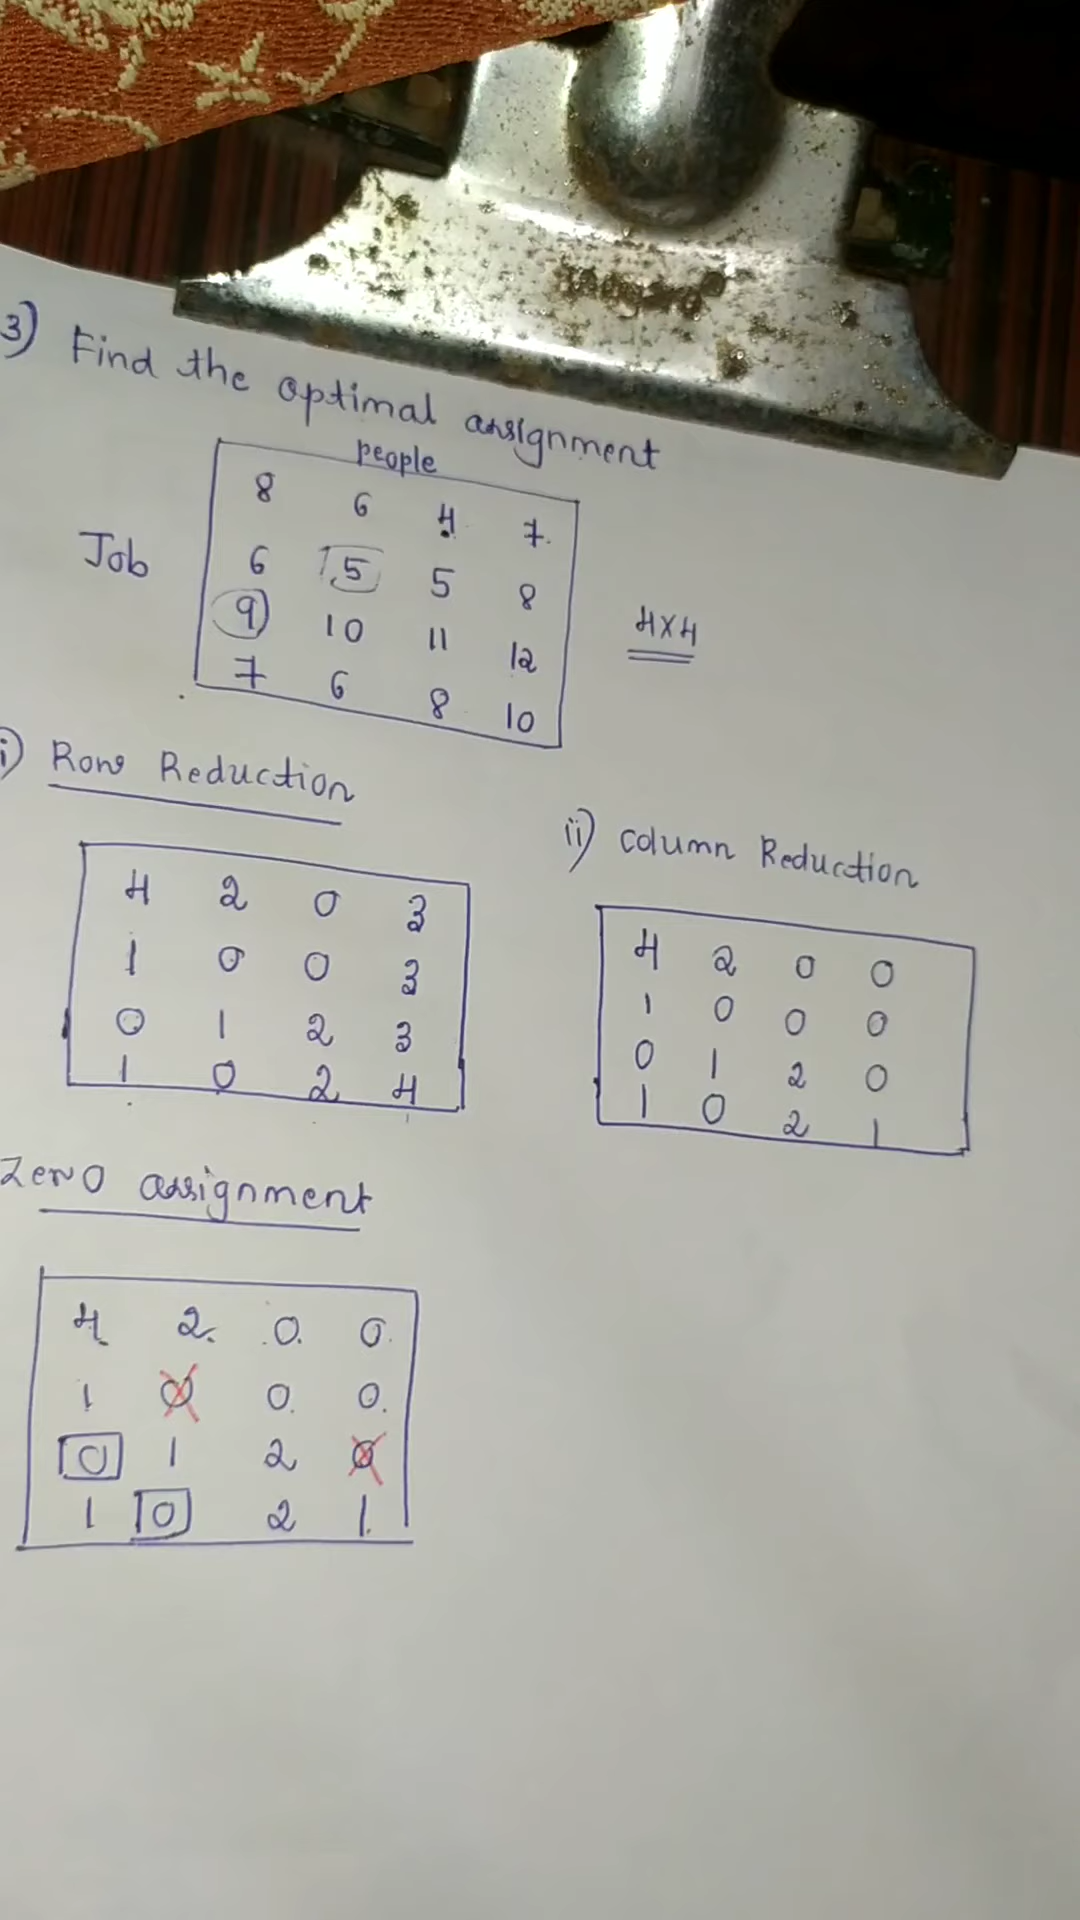 3) Find the optimal assignment
people
8 6 4 7
Job
6 5 5 8
9 10 11 12
4x4
7 6 8 10
i) Row Reduction
4 2 0 3
1 0 0 3
0 1 2 3
1 0 2 4
ii) Column Reduction
4 2 0 0
1 0 0 0
0 1 2 0
1 0 2 1
Zero assignment
4 2 0 0
1 0 0 0
0 1 2 0
1 0 2 1